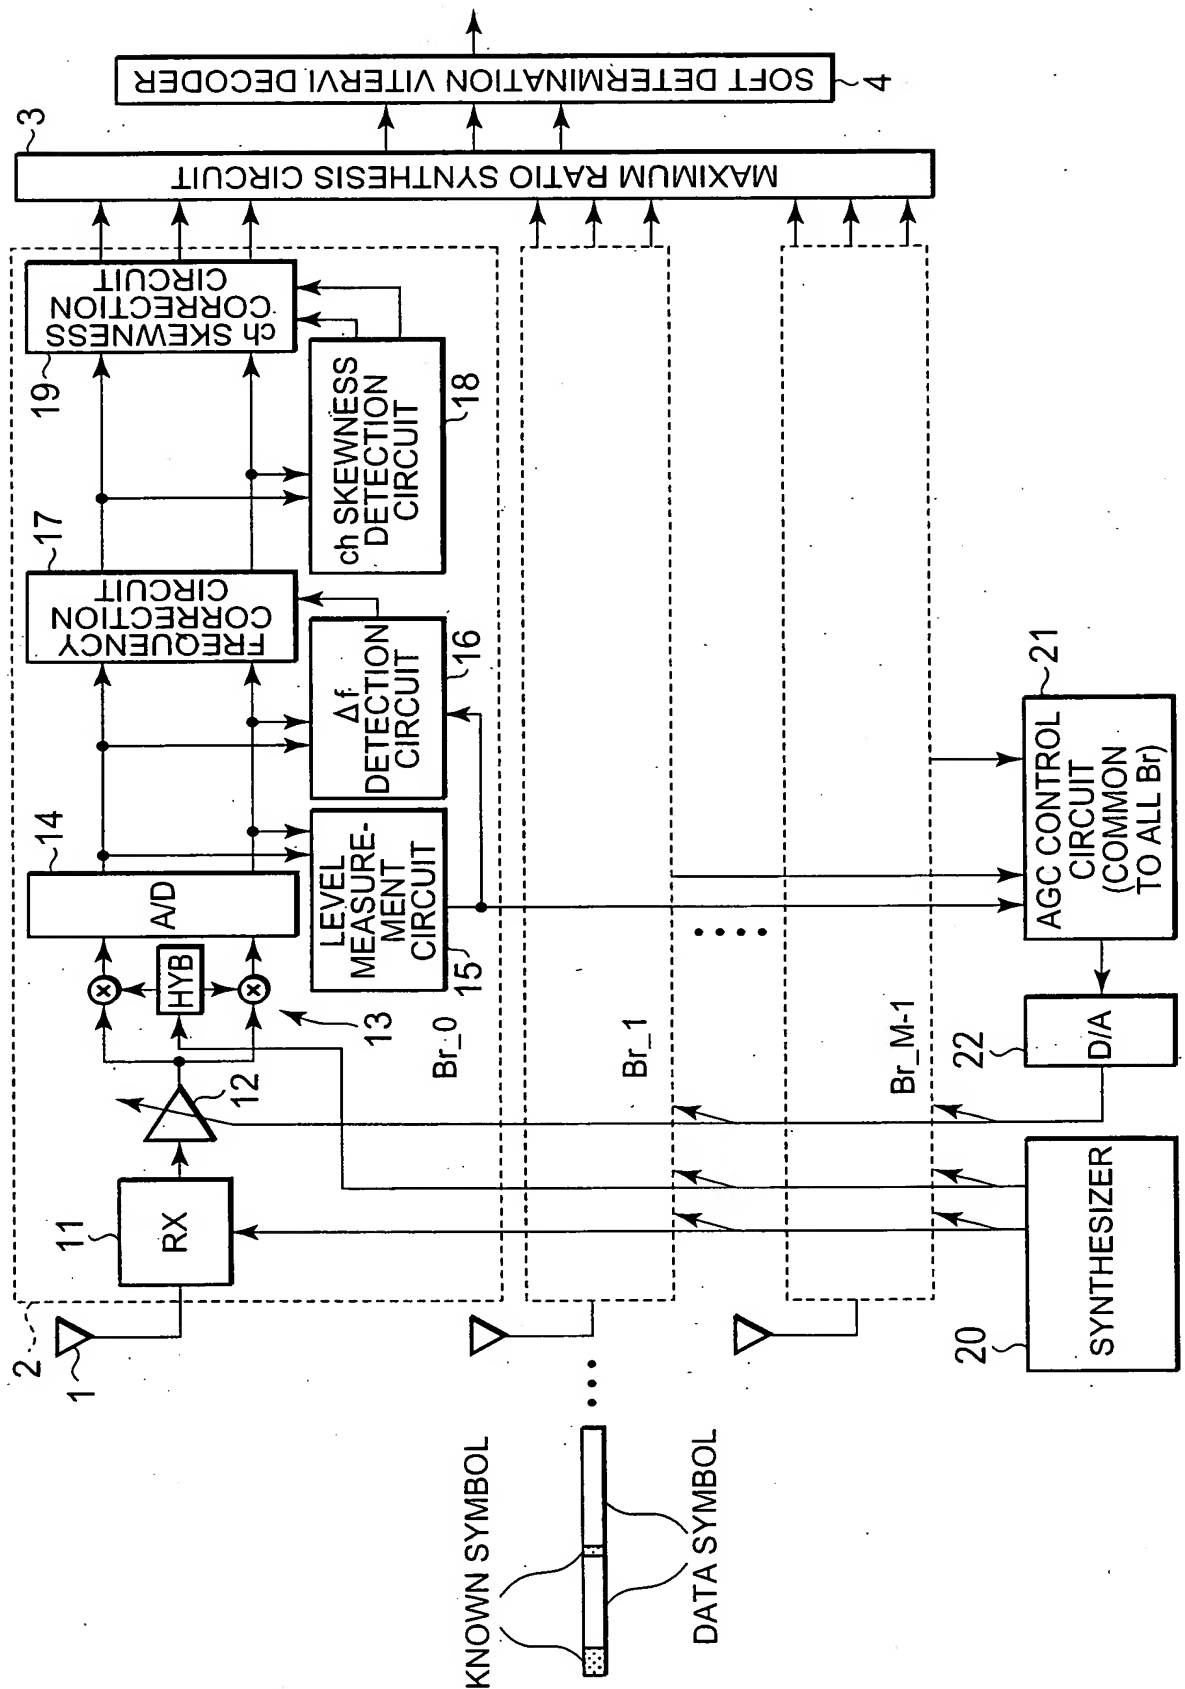 1
2
11
RX
12
13
HYB
14
A/D
15
LEVEL
MEASURE-
MENT
CIRCUIT
16
Δf
DETECTION
CIRCUIT
17
FREQUENCY
CORRECTION
CIRCUIT
18
ch SKEWNESS
DETECTION
CIRCUIT
19
ch SKEWNESS
CORRECTION
CIRCUIT
3
MAXIMUM RATIO SYNTHESIS CIRCUIT
4
SOFT DETERMINATION VITERVI DECODER
Br_0
Br_1
Br_M-1
20
SYNTHESIZER
22
D/A
21
AGC CONTROL
CIRCUIT
(COMMON
TO ALL Br)
KNOWN SYMBOL
DATA SYMBOL